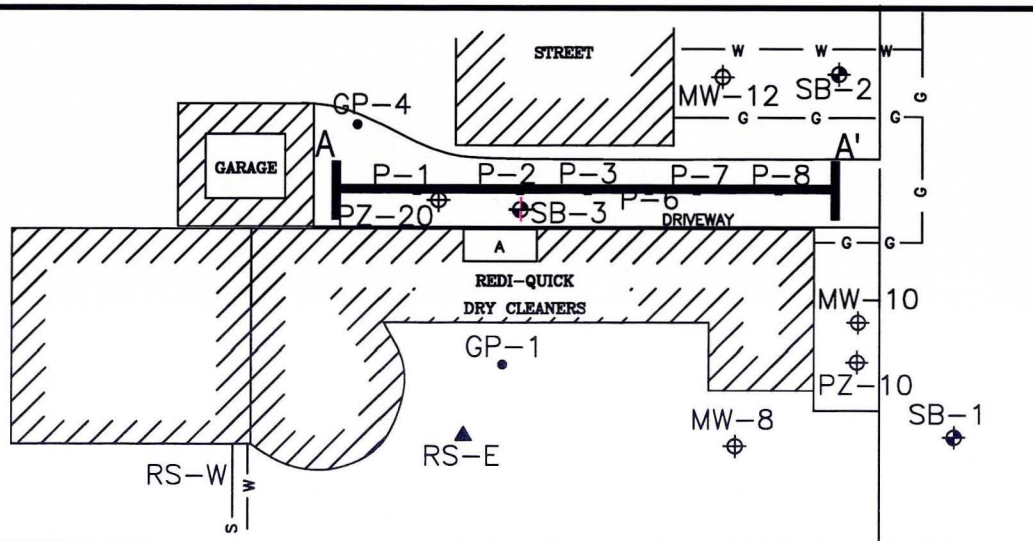 STREET
W W W
MW-12 SB-2
G
GP-4
G G G
GARAGE
A A'
P-1 P-2 P-3 P-7 P-8
P-6
G
PZ-20 SB-3
DRIVEWAY
A
G G
REDI-QUICK
DRY CLEANERS
MW-10
GP-1
PZ-10
SB-1
MW-8
RS-E
RS-W
W
S